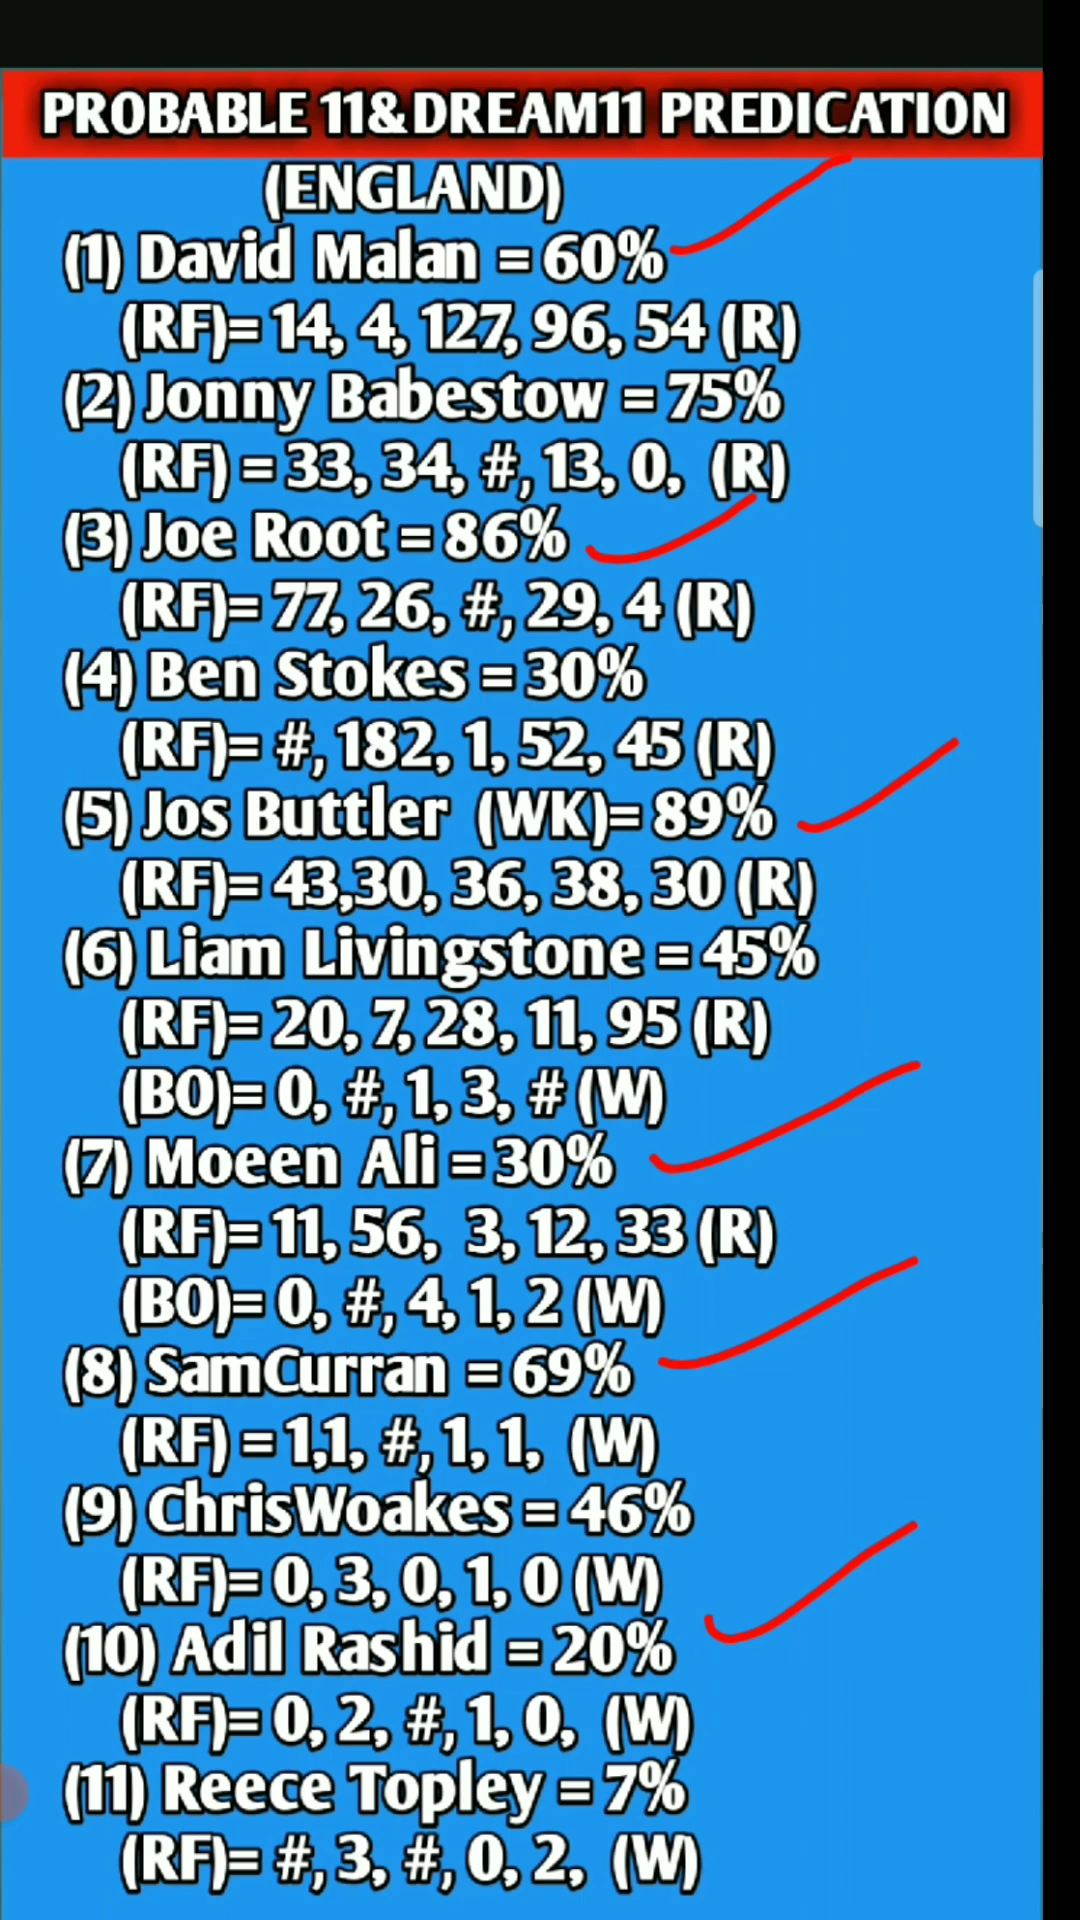 PROBABLE 11&DREAM11 PREDICATION
(ENGLAND)
(1) David Malan = 60%
(RF)= 14, 4, 127, 96, 54 (R)
(2) Jonny Babestow = 75%
(RF) = 33, 34, #, 13, 0, (R)
(3) Joe Root = 86%
(RF)= 77, 26, #, 29, 4 (R)
(4) Ben Stokes = 30%
(RF)= #, 182, 1, 52, 45 (R)
(5) Jos Buttler (WK)= 89%
(RF)= 43,30, 36, 38, 30 (R)
(6) Liam Livingstone = 45%
(RF)= 20, 7, 28, 11, 95 (R)
(BO)= 0, #, 1, 3, # (W)
(7) Moeen Ali = 30%
(RF)= 11, 56, 3, 12, 33 (R)
(BO)= 0, #, 4, 1, 2 (W)
(8) SamCurran = 69%
(RF) = 1,1, #, 1, 1, (W)
(9) ChrisWoakes = 46%
(RF)= 0, 3, 0, 1, 0 (W)
(10) Adil Rashid = 20%
(RF)= 0, 2, #, 1, 0, (W)
(11) Reece Topley = 7%
(RF)= #, 3, #, 0, 2, (W)